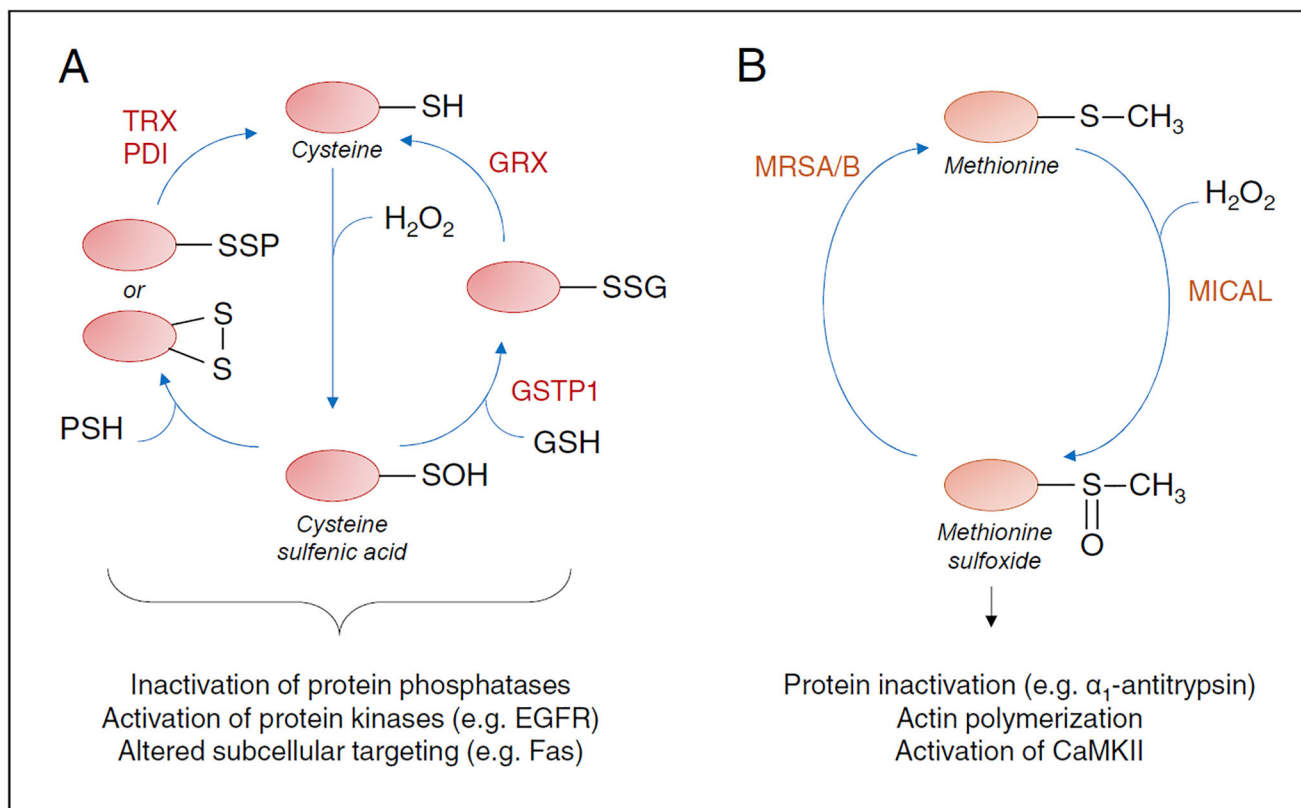 A
SH
Cysteine
TRX
PDI
GRX
H₂O₂
SSP
or
S
S
SSG
GSTP1
PSH
GSH
SOH
Cysteine
sulfenic acid
Inactivation of protein phosphatases
Activation of protein kinases (e.g. EGFR)
Altered subcellular targeting (e.g. Fas)
B
S–CH₃
Methionine
MRSA/B
H₂O₂
MICAL
S–CH₃
O
Methionine
sulfoxide
Protein inactivation (e.g. α₁-antitrypsin)
Actin polymerization
Activation of CaMKII